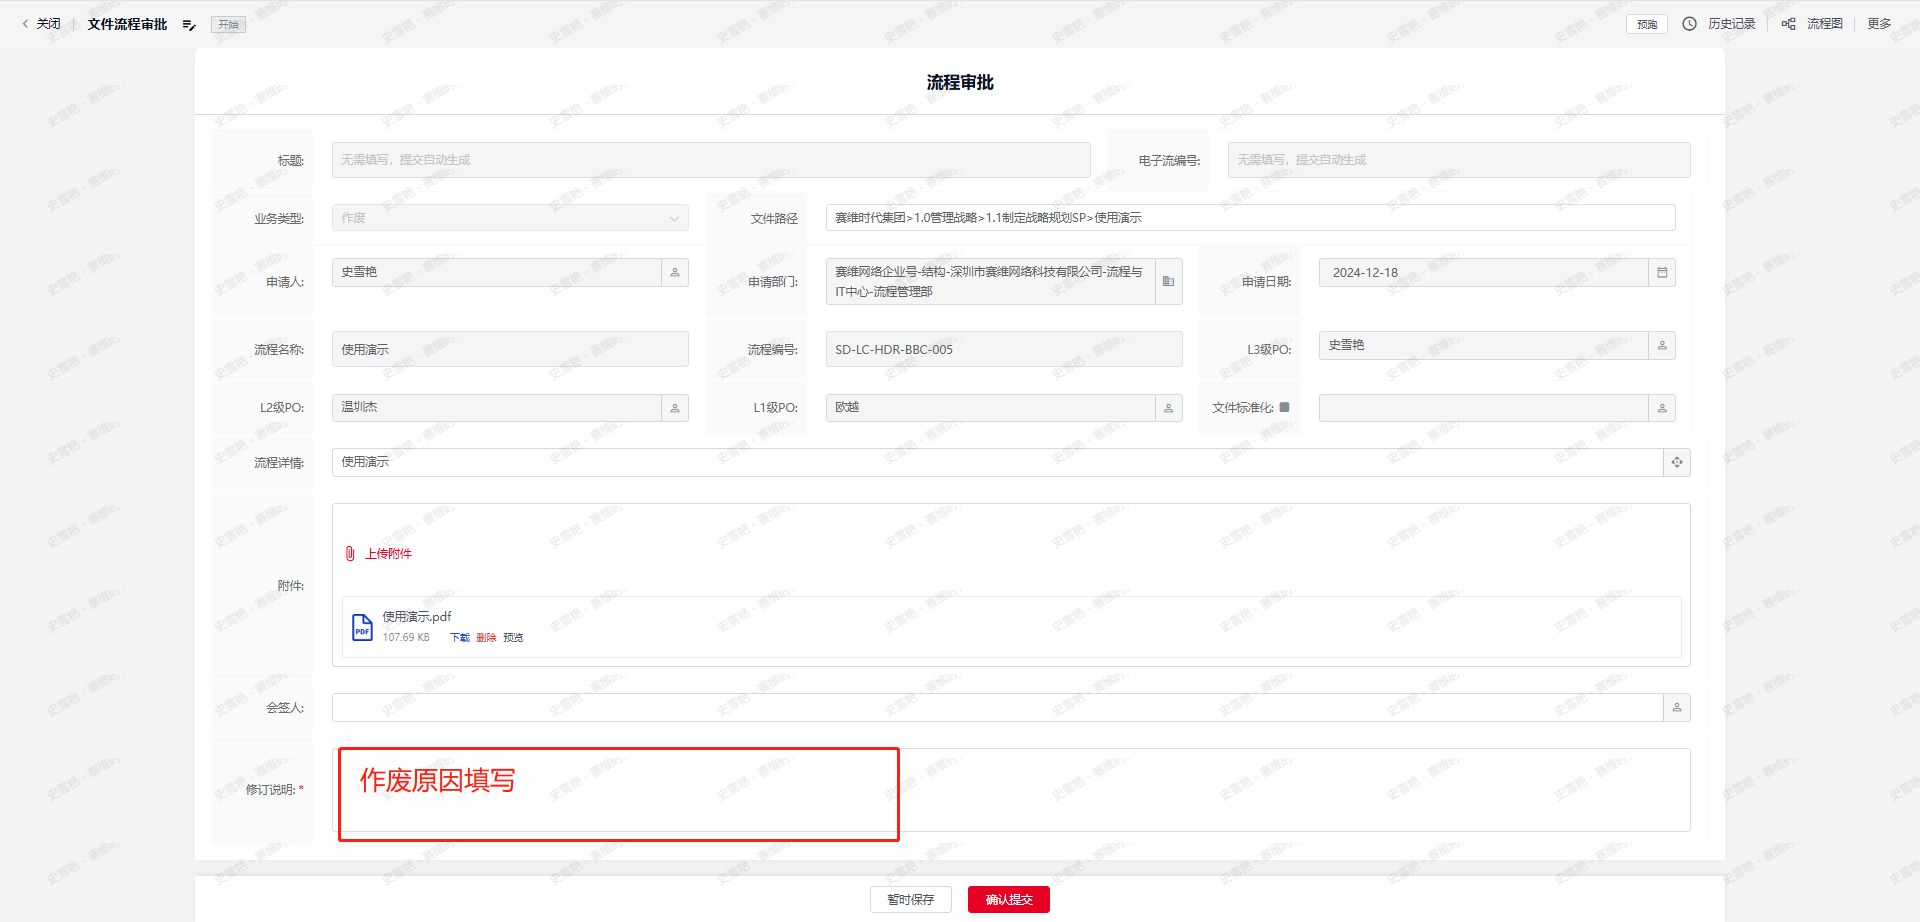 关闭 文件流程审批 开始 预跑 历史记录 流程图 更多
流程审批
标题: 无需填写，提交自动生成 电子流编号: 无需填写，提交自动生成
业务类型: 作废 文件路径 赛维时代集团>1.0管理战略>1.1制定战略规划SP>使用演示
申请人: 史雪艳 申请部门: 赛维网络企业号-结构-深圳市赛维网络科技有限公司-流程与
IT中心-流程管理部 申请日期: 2024-12-18
流程名称: 使用演示 流程编号: SD-LC-HDR-BBC-005 L3级PO: 史雪艳
L2级PO: 温圳杰 L1级PO: 欧越 文件标准化:
流程详情: 使用演示
附件: 上传附件
使用演示.pdf
107.69 KB 下载 删除 预览
会签人:
修订说明: * 作废原因填写
暂时保存 确认提交